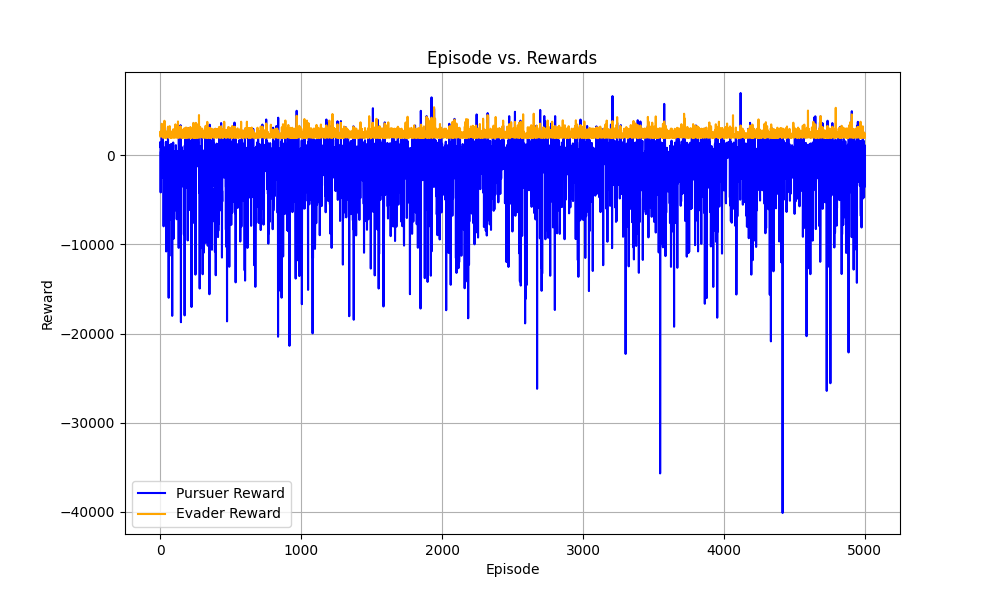 Episode vs. Rewards
Reward
0
−10000
−20000
−30000
−40000
Pursuer Reward
Evader Reward
0 1000 2000 3000 4000 5000
Episode